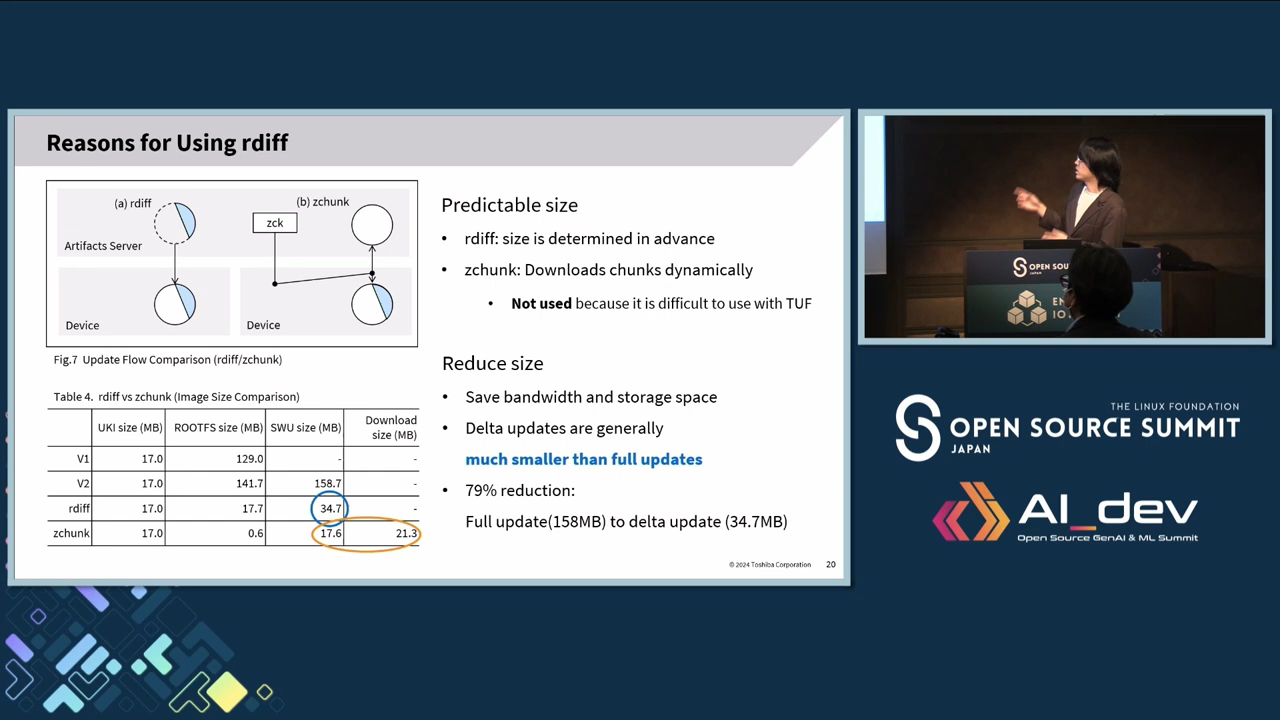 Reasons for Using rdiff
(a) rdiff
(b) zchunk
zck
Artifacts Server
Device
Device
Fig.7 Update Flow Comparison (rdiff/zchunk)
Table 4. rdiff vs zchunk (Image Size Comparison)
UKI size (MB) ROOTFS size (MB) SWU size (MB) Download size (MB)
V1 17.0 129.0 - -
V2 17.0 141.7 158.7 -
rdiff 17.0 17.7 34.7 -
zchunk 17.0 0.6 17.6 21.3
Predictable size
• rdiff: size is determined in advance
• zchunk: Downloads chunks dynamically
• Not used because it is difficult to use with TUF
Reduce size
• Save bandwidth and storage space
• Delta updates are generally
much smaller than full updates
• 79% reduction:
Full update(158MB) to delta update (34.7MB)
© 2024 Toshiba Corporation 20
OPEN SOU
JAPAN
THE LINUX FOUNDATION
OPEN SOURCE SUMMIT
JAPAN
AI_dev
Open Source GenAI & ML Summit